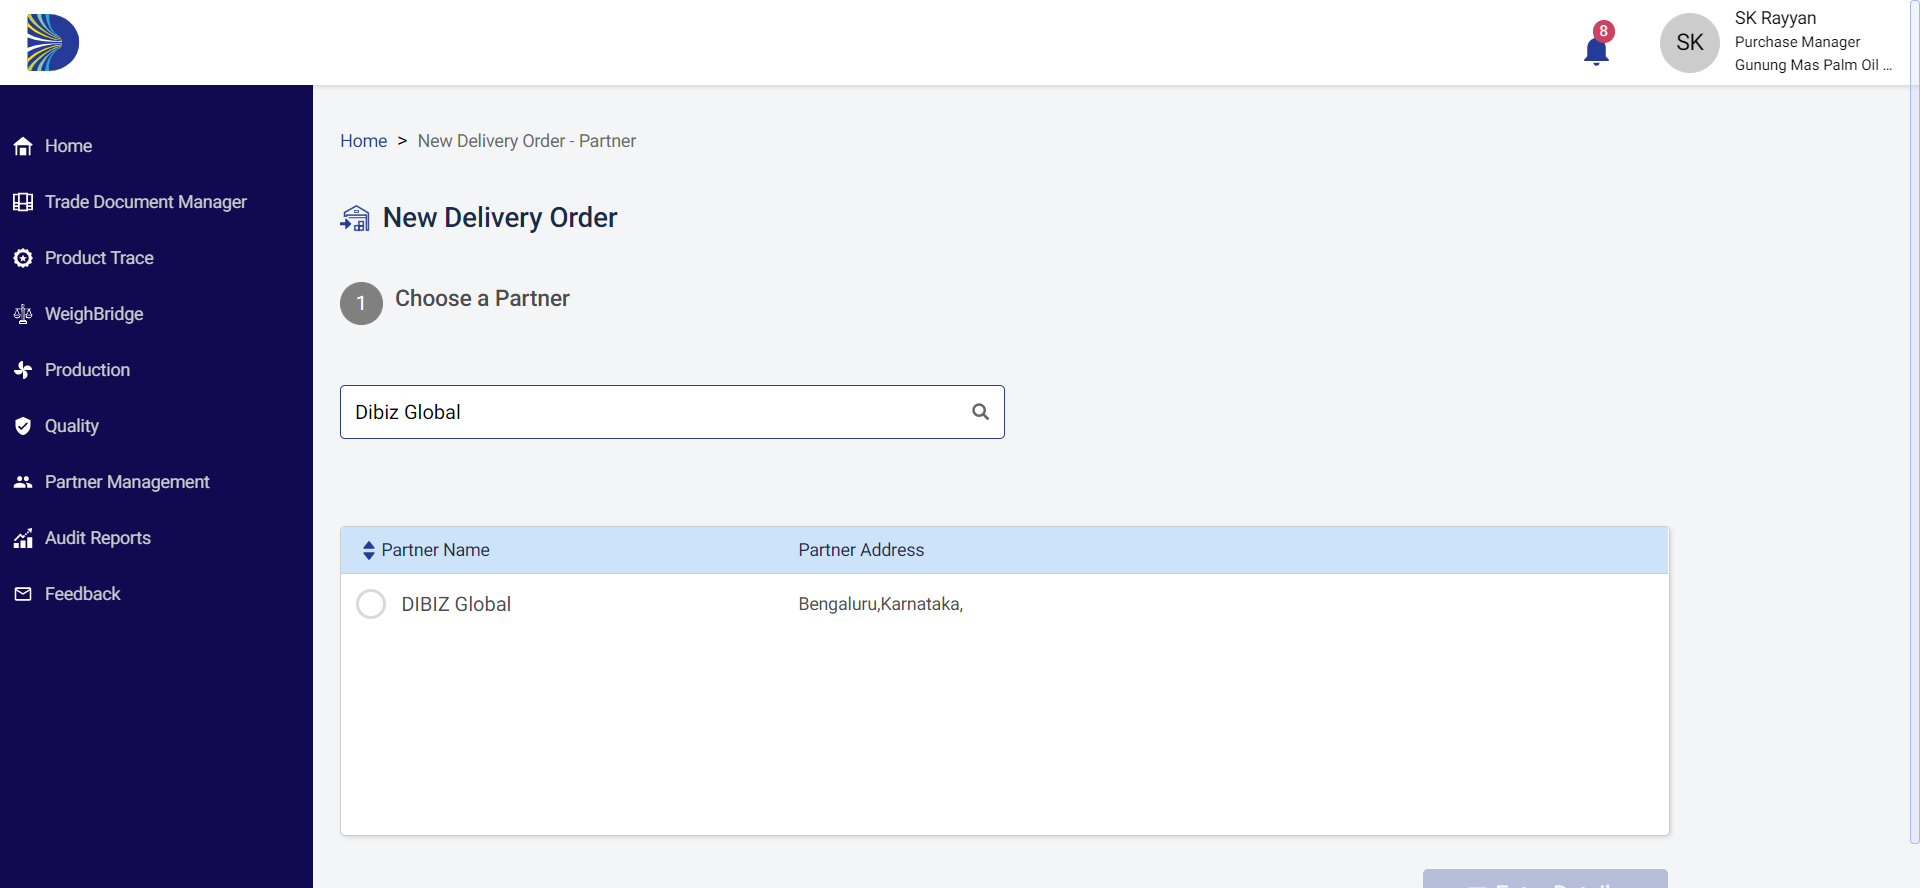 8
SK
SK Rayyan
Purchase Manager
Gunung Mas Palm Oil ...
Home
Trade Document Manager
Product Trace
WeighBridge
Production
Quality
Partner Management
Audit Reports
Feedback
Home > New Delivery Order - Partner
New Delivery Order
1 Choose a Partner
Dibiz Global
Partner Name Partner Address
DIBIZ Global Bengaluru,Karnataka,